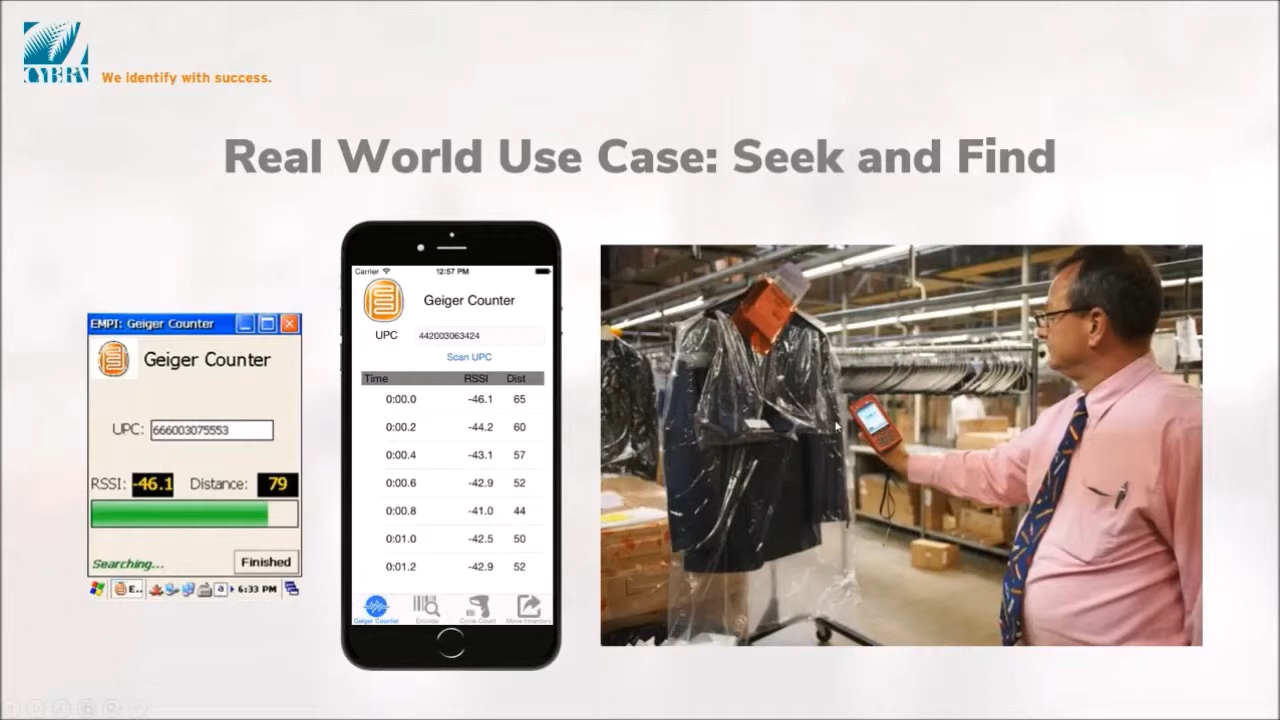 CYBRA
We identify with success.
Real World Use Case: Seek and Find
EMPI: Geiger Counter
Geiger Counter
UPC: 666003075553
RSSI: -46.1 Distance: 79
Searching...
Finished
E..
a
6:33 PM
Carrier
12:57 PM
Geiger Counter
UPC 442003063424
Scan UPC
Time RSSI Dist
0:00.0 -46.1 65
0:00.2 -44.2 60
0:00.4 -43.1 57
0:00.6 -42.9 52
0:00.8 -41.0 44
0:01.0 -42.5 50
0:01.2 -42.9 52
Geiger Counter Encode Cycle Count Move Inventory